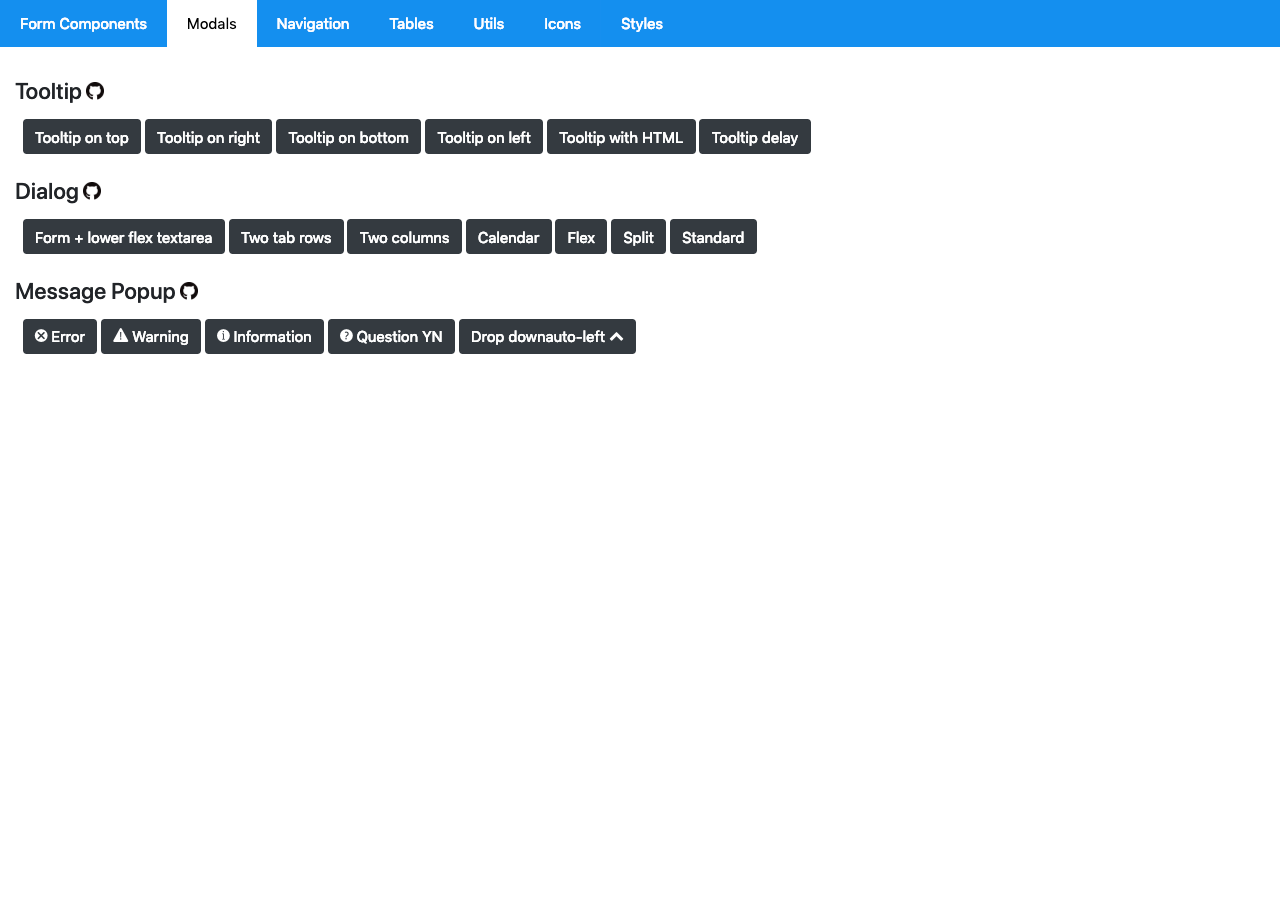 Form Components Modals Navigation Tables Utils Icons Styles
Tooltip
Tooltip on top Tooltip on right Tooltip on bottom Tooltip on left Tooltip with HTML Tooltip delay
Dialog
Form + lower flex textarea Two tab rows Two columns Calendar Flex Split Standard
Message Popup
Error Warning Information Question YN Drop downauto-left